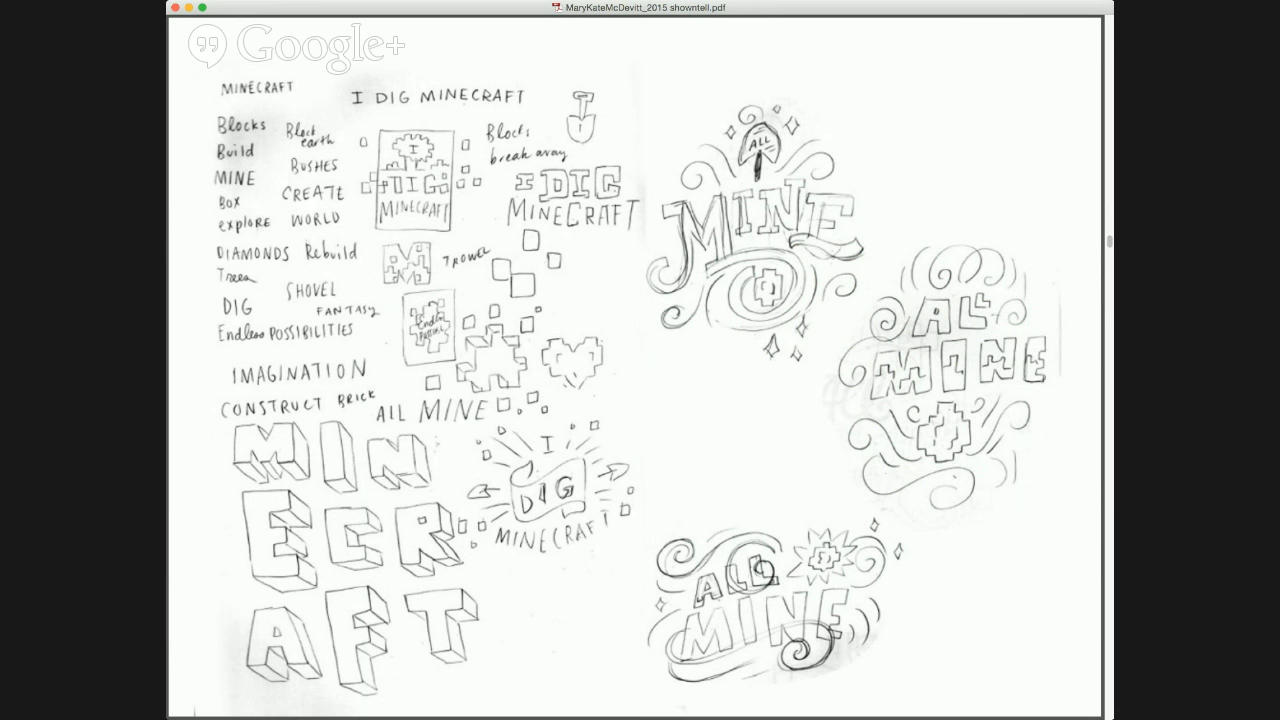 MaryKateMcDevitt_2015 showntell.pdf
Google+
MINECRAFT
I DIG MINECRAFT
Blocks
Build
MINE
BOX
explore
DIAMONDS
Trees
DIG
Endless POSSIBILITIES
IMAGINATION
CONSTRUCT BRICK
Block earth
BUSHES
CREATE
WORLD
Rebuild
SHOVEL
FANTASY
I
DIG
MINECRAFT
Blocks
break away
I
I DIG
MINECRAFT
M
TROWEL
Endless
ALL MINE
MIN
ECR
AFT
I
DIG
MINECRAFT
ALL
MINE
ALL
MINE
ALL
MINE